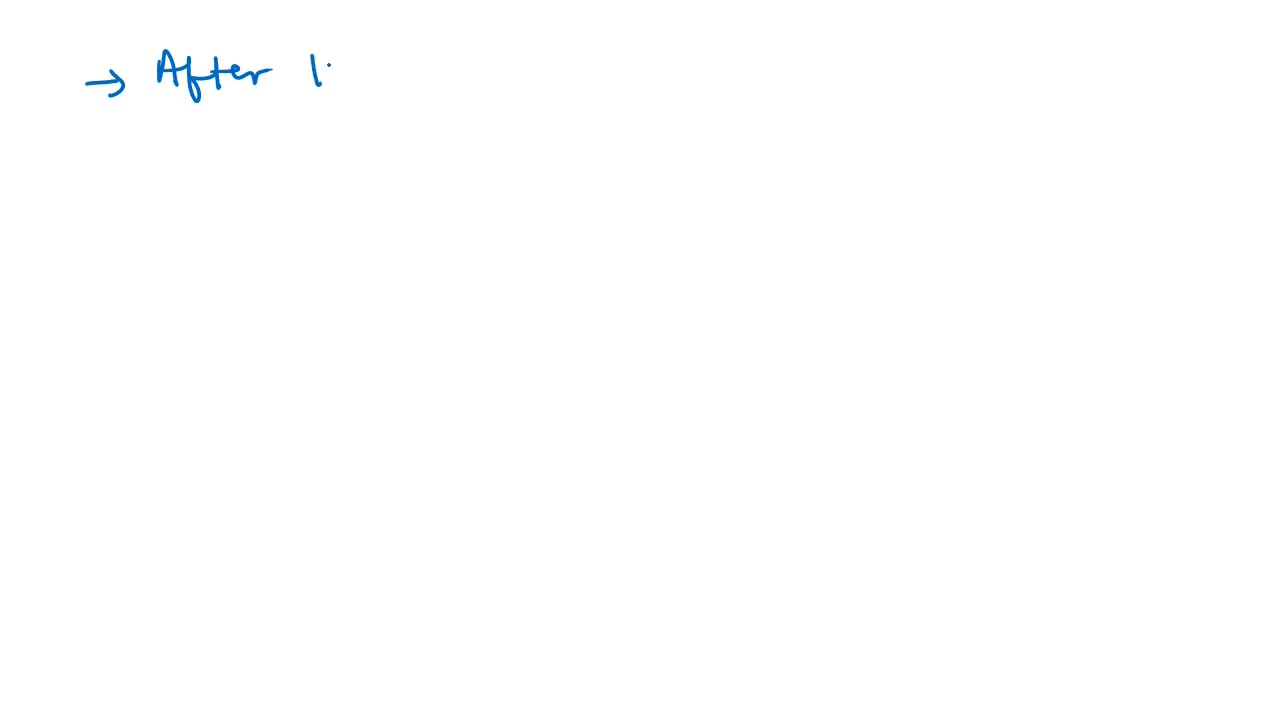 → After